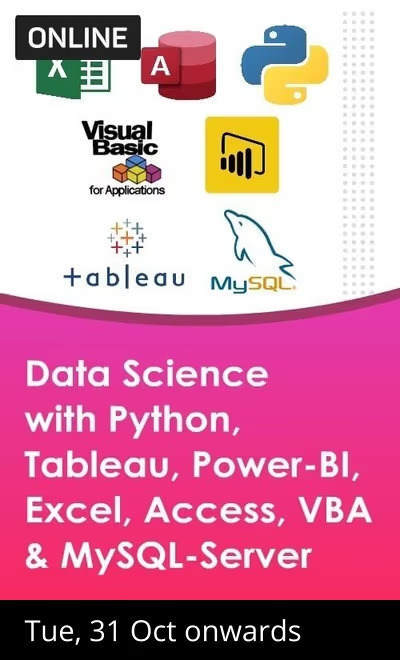 ONLINE
X
A
Visual
Basic
for Applications
+ableau
MySQL
Data Science
with Python,
Tableau, Power-BI,
Excel, Access, VBA
& MySQL-Server
Tue, 31 Oct onwards